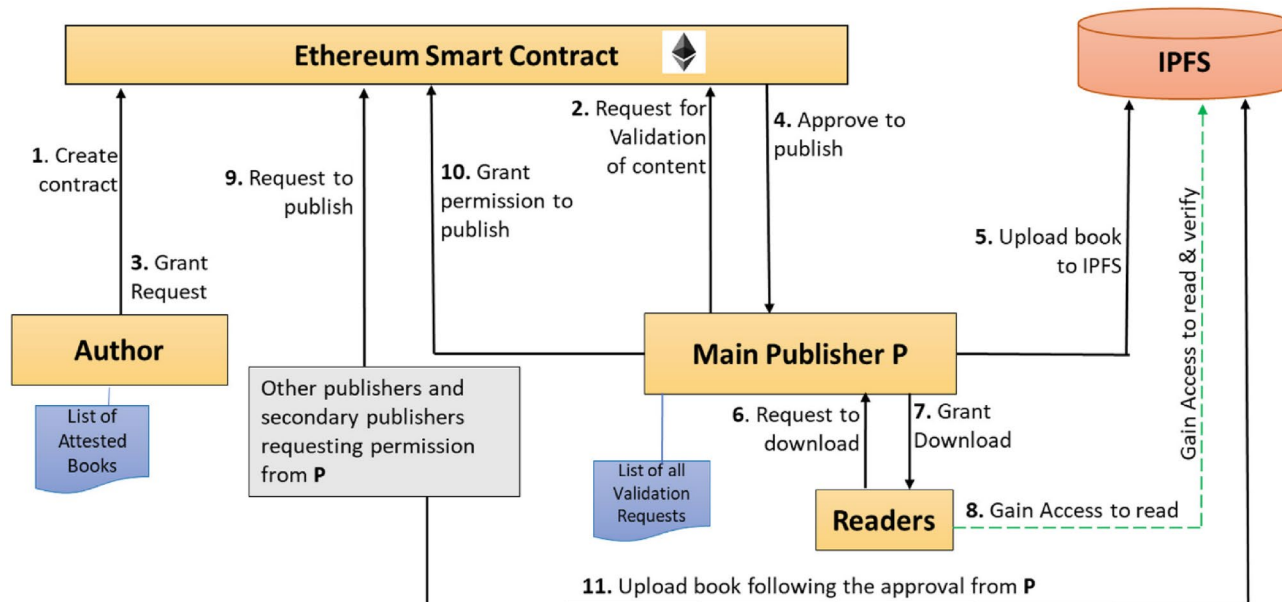 Ethereum Smart Contract
IPFS
1. Create
contract
9. Request to
publish
10. Grant
permission to
publish
2. Request for
Validation
of content
4. Approve to
publish
5. Upload book
to IPFS
Gain Access to read & verify
3. Grant
Request
Author
List of
Attested
Books
Other publishers and
secondary publishers
requesting permission
from P
Main Publisher P
List of all
Validation
Requests
6. Request to
download
7. Grant
Download
Readers
8. Gain Access to read
11. Upload book following the approval from P